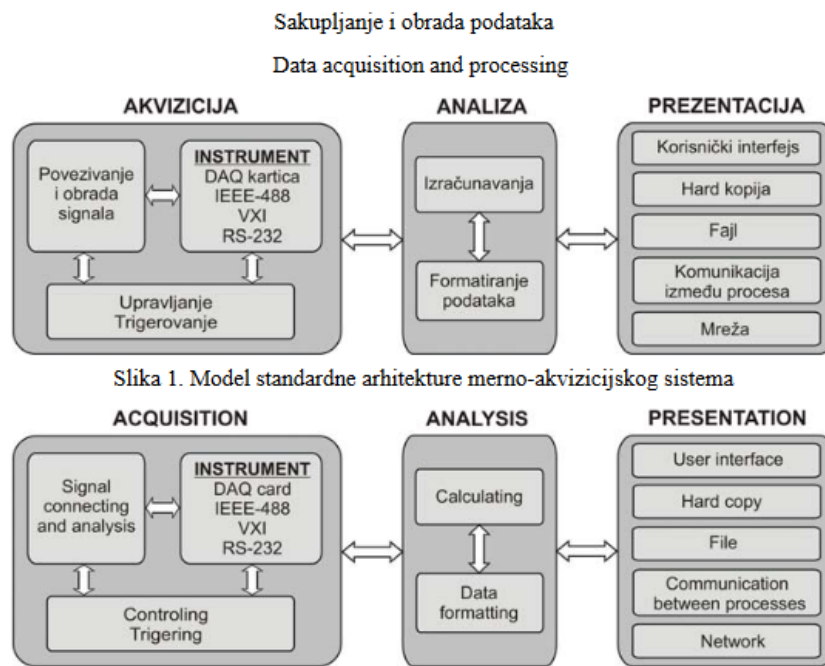 Sakupljanje i obrada podataka
Data acquisition and processing
AKVIZICIJA
ANALIZA
PREZENTACIJA
Povezivanje
i obrada
signala
INSTRUMENT
DAQ kartica
IEEE-488
VXI
RS-232
Upravljanje
Trigerovanje
Izračunavanja
Formatiranje
podataka
Korisnički interfejs
Hard kopija
Fajl
Komunikacija
između procesa
Mreža
Slika 1. Model standardne arhitekture merno-akvizicijskog sistema
ACQUISITION
ANALYSIS
PRESENTATION
Signal
connecting
and analysis
INSTRUMENT
DAQ card
IEEE-488
VXI
RS-232
Controling
Trigering
Calculating
Data
formatting
User interface
Hard copy
File
Communication
between processes
Network